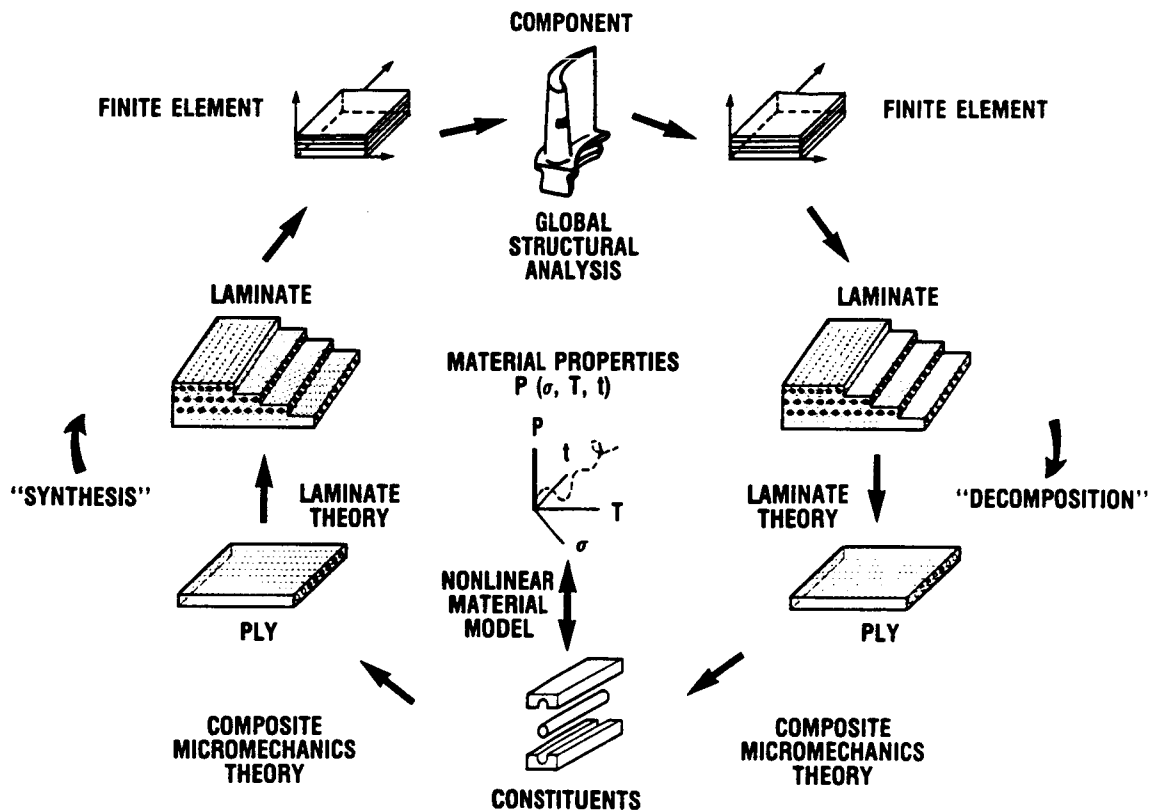 COMPONENT
FINITE ELEMENT
FINITE ELEMENT
GLOBAL
STRUCTURAL
ANALYSIS
LAMINATE
LAMINATE
MATERIAL PROPERTIES
P (σ, T, t)
P
t
T
σ
"SYNTHESIS"
LAMINATE
THEORY
LAMINATE
THEORY
"DECOMPOSITION"
PLY
NONLINEAR
MATERIAL
MODEL
PLY
COMPOSITE
MICROMECHANICS
THEORY
COMPOSITE
MICROMECHANICS
THEORY
CONSTITUENTS